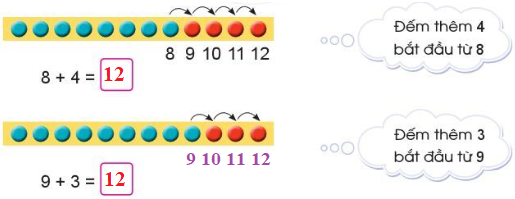 8 9 10 11 12
Đếm thêm 4
bắt đầu từ 8
8 + 4 = 12
9 10 11 12
Đếm thêm 3
bắt đầu từ 9
9 + 3 = 12